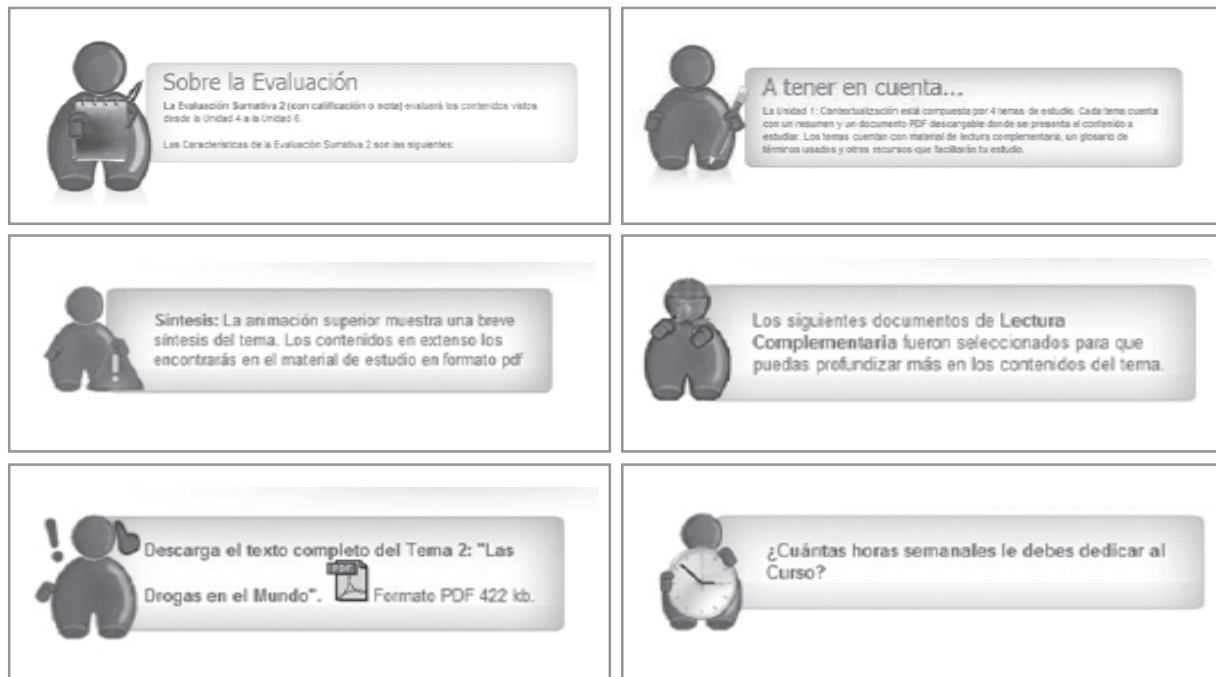 Sobre la Evaluación
La Evaluación Sumativa 2 (con calificación o nota) evaluará los contenidos vistos
desde la Unidad 4 a la Unidad 6.
Las Características de la Evaluación Sumativa 2 son las siguientes:
A tener en cuenta...
La Unidad 1: Contextualización está compuesta por 4 temas de estudio. Cada tema cuenta
con un resumen y un documento PDF descargable donde se presenta el contenido a
estudiar. Los temas cuentan con material de lectura complementaria, un glosario de
términos usados y otros recursos que facilitarán tu estudio.
Síntesis: La animación superior muestra una breve
síntesis del tema. Los contenidos en extenso los
encontrarás en el material de estudio en formato pdf
Los siguientes documentos de Lectura
Complementaria fueron seleccionados para que
puedas profundizar más en los contenidos del tema.
Descarga el texto completo del Tema 2: "Las
Drogas en el Mundo". PDF Formato PDF 422 kb.
¿Cuántas horas semanales le debes dedicar al
Curso?